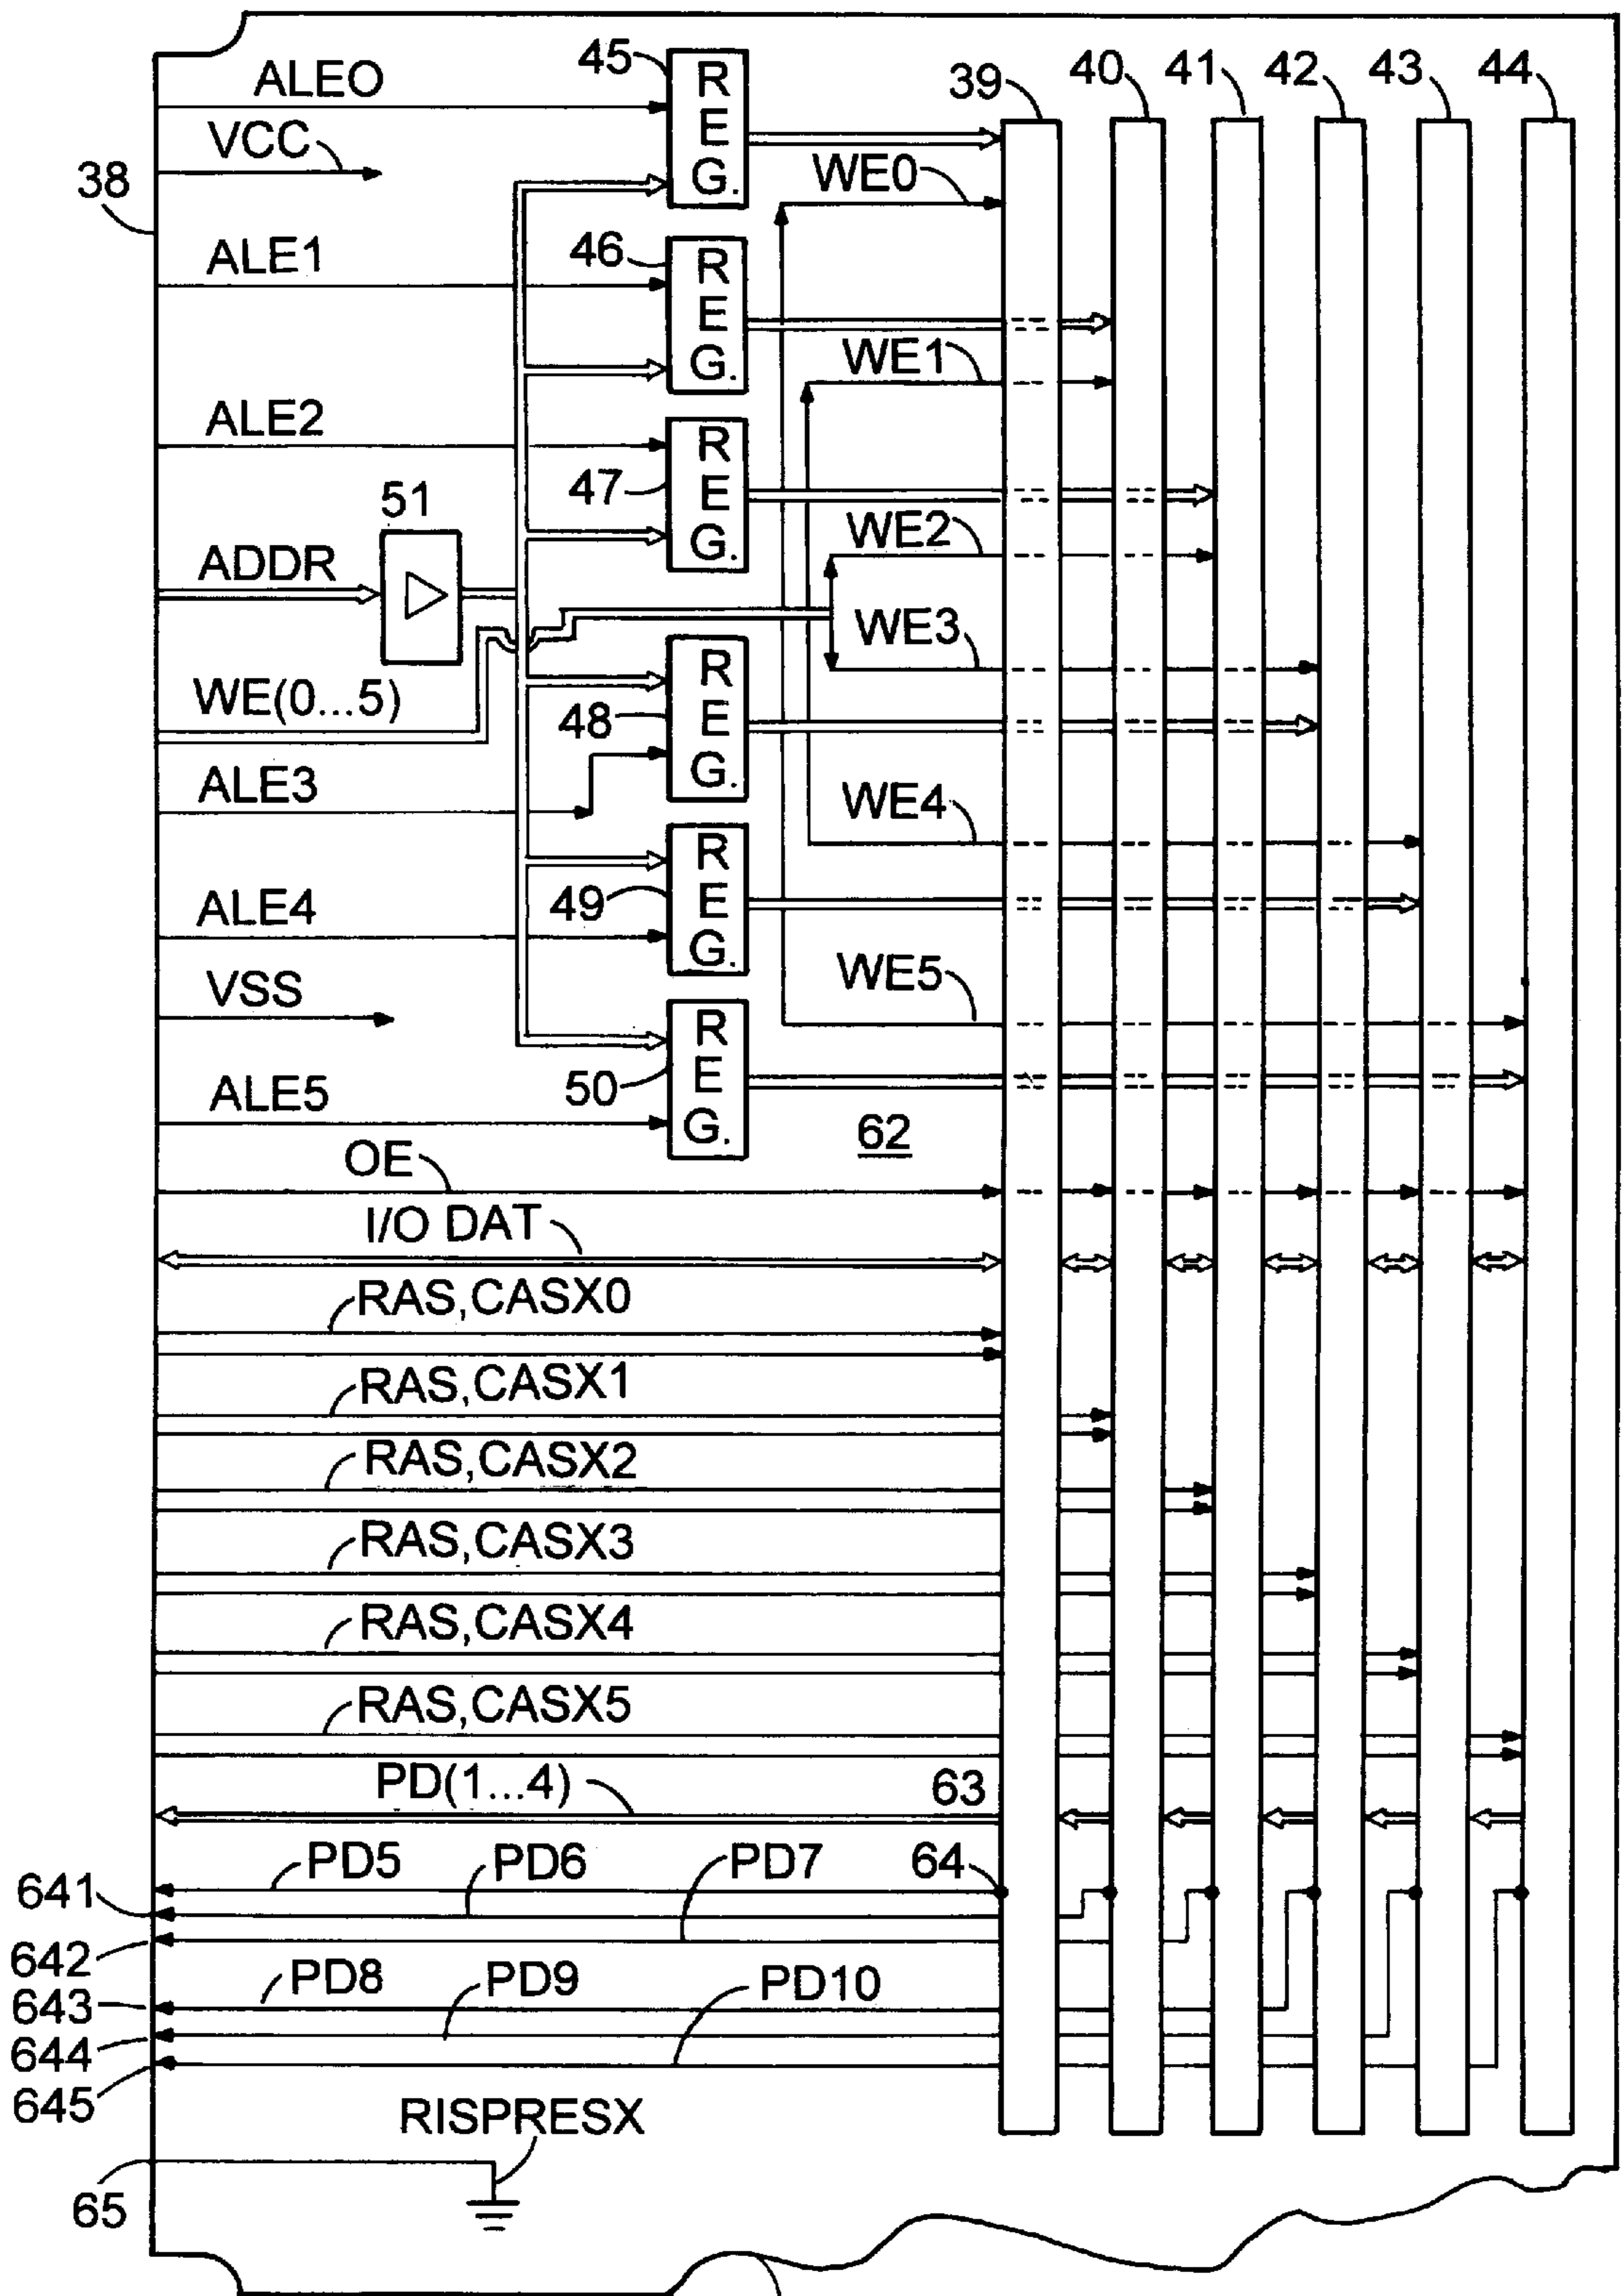 45
R
E
G.
39
40
41
42
43
44
ALEO
VCC
38
WE0
ALE1
46
R
E
G.
WE1
ALE2
47
R
E
G.
WE2
51
ADDR
WE3
WE(0...5)
48
R
E
G.
ALE3
WE4
49
R
E
G.
ALE4
WE5
VSS
50
R
E
G.
ALE5
62
OE
I/O DAT
RAS,CASX0
RAS,CASX1
RAS,CASX2
RAS,CASX3
RAS,CASX4
RAS,CASX5
PD(1...4)
63
PD5
PD6
PD7
64
641
642
PD8
PD9
PD10
643
644
645
RISPRESX
65